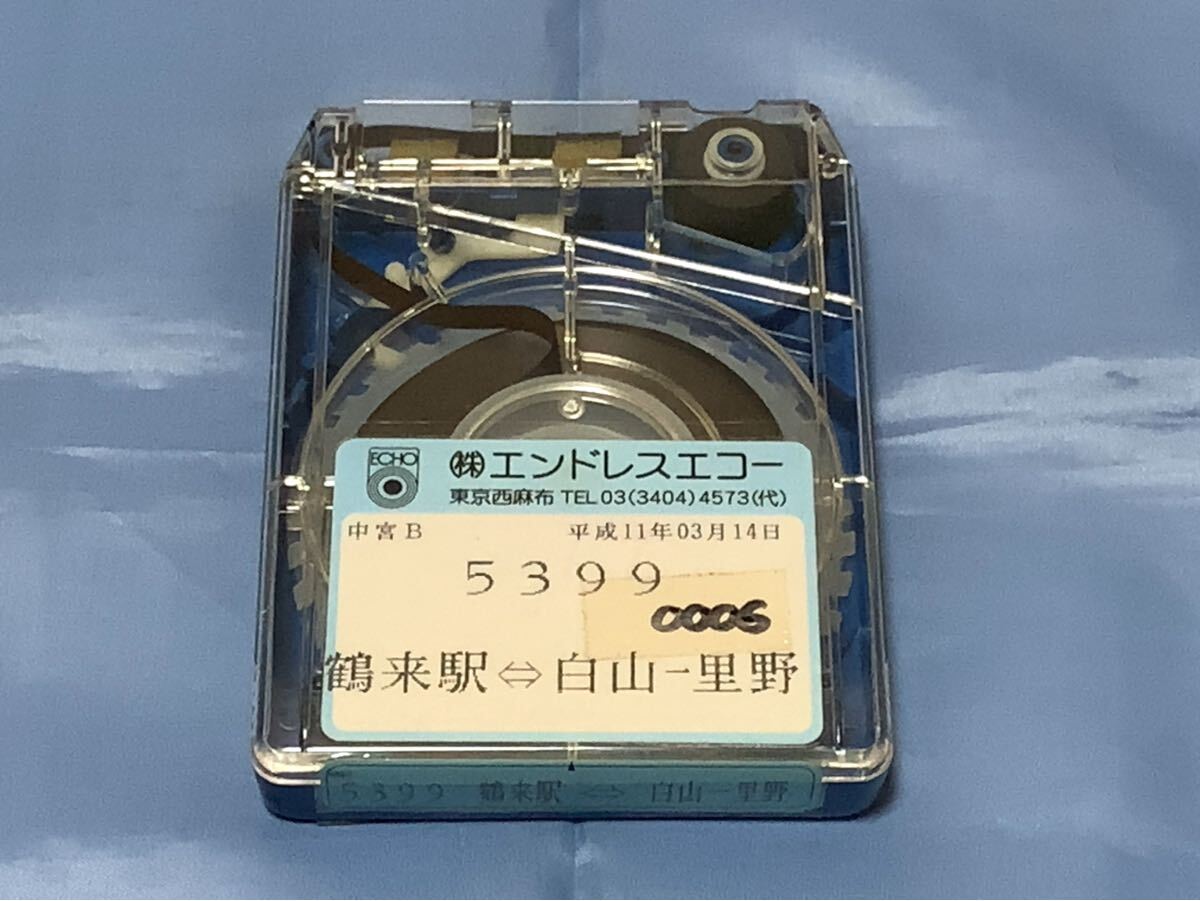 ECHO
㈱エンドレスエコー
東京西麻布 TEL 03(3404)4573(代)
中宮B 平成11年03月14日
5399
0006
鶴来駅⇔白山一里野
5399 鶴来駅<->白山一里野